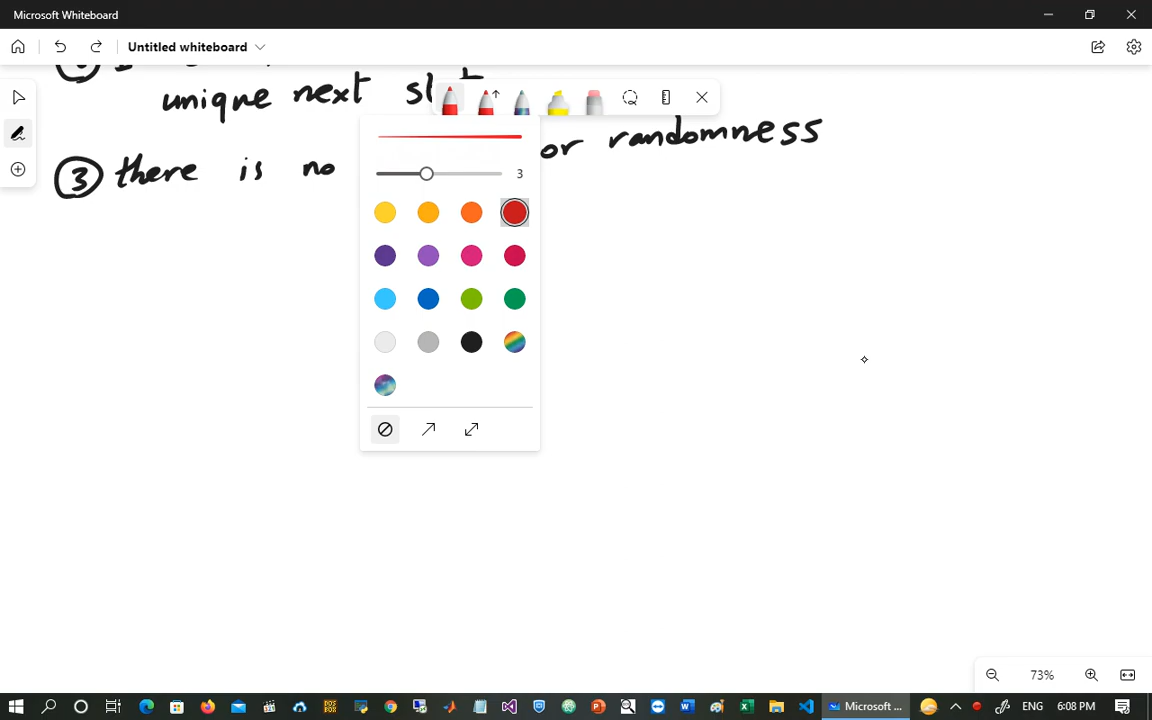 Microsoft Whiteboard
Untitled whiteboard
unique next
③ there is no or randomness
3
73%
Microsoft ...
ENG
6:08 PM